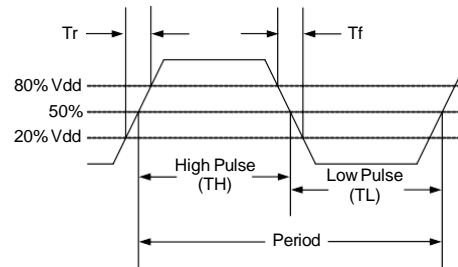 Tr
Tf
80% Vdd
50%
20% Vdd
High Pulse
(TH)
Low Pulse
(TL)
Period